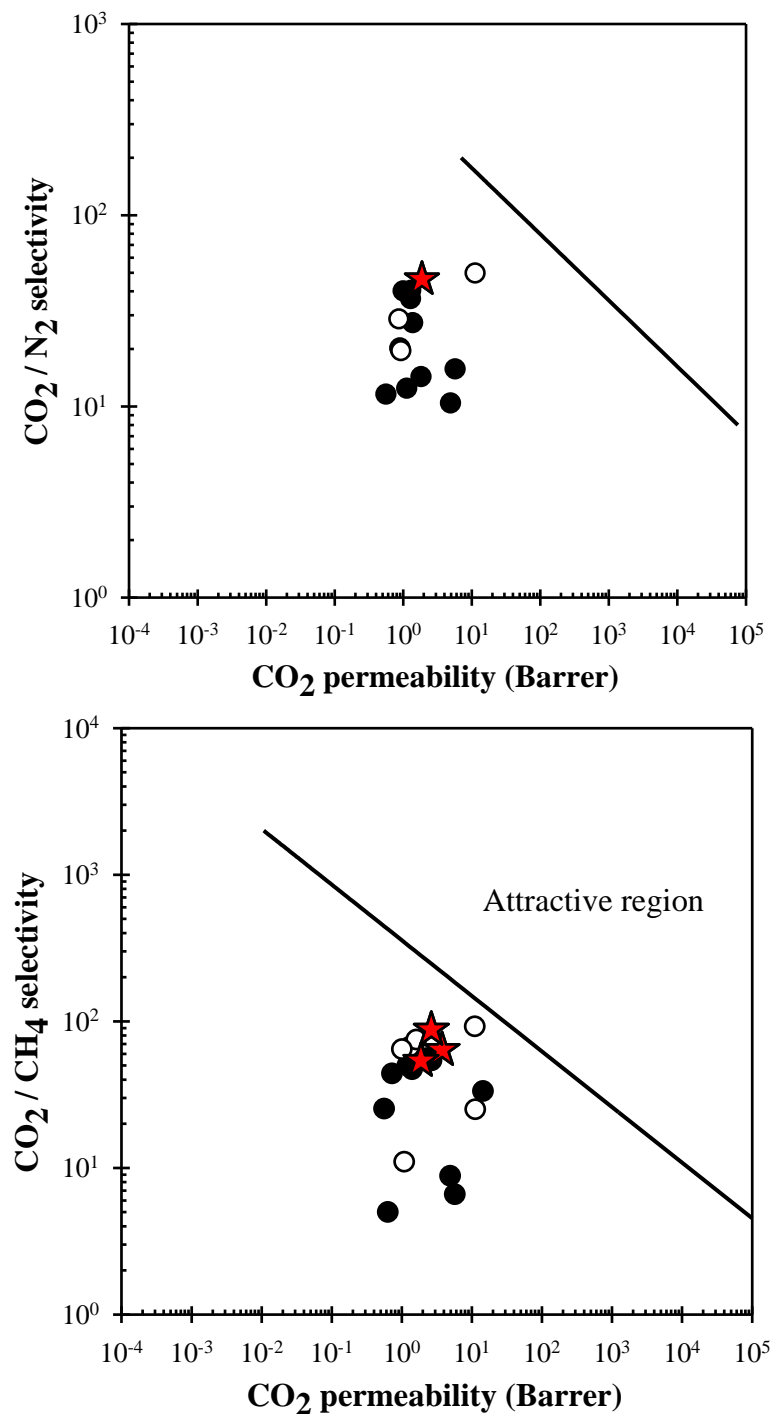 10³
10²
10¹
10⁰
CO₂ / N₂ selectivity
10⁻⁴ 10⁻³ 10⁻² 10⁻¹ 10⁰ 10¹ 10² 10³ 10⁴ 10⁵
CO₂ permeability (Barrer)
10⁴
10³
10²
10¹
10⁰
CO₂ / CH₄ selectivity
Attractive region
10⁻⁴ 10⁻³ 10⁻² 10⁻¹ 10⁰ 10¹ 10² 10³ 10⁴ 10⁵
CO₂ permeability (Barrer)